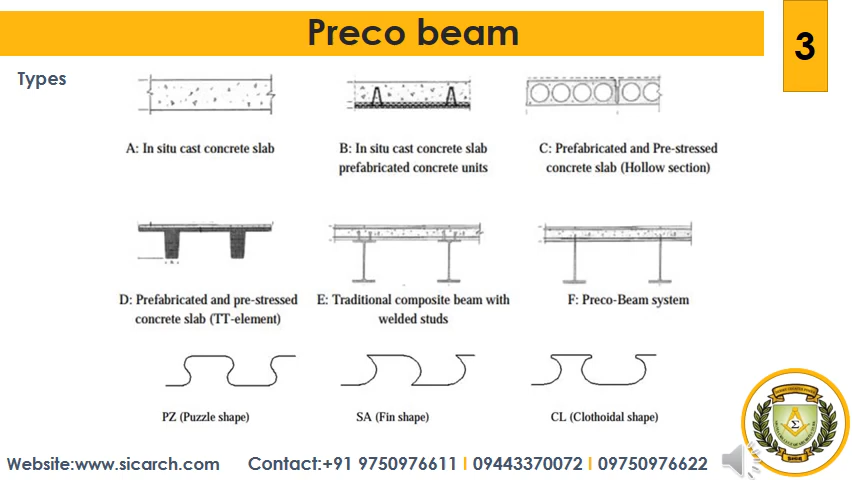 Preco beam
3
Types
A: In situ cast concrete slab
B: In situ cast concrete slab
prefabricated concrete units
C: Prefabricated and Pre-stressed
concrete slab (Hollow section)
D: Prefabricated and pre-stressed
concrete slab (TT-element)
E: Traditional composite beam with
welded studs
F: Preco-Beam system
PZ (Puzzle shape)
SA (Fin shape)
CL (Clothoidal shape)
Website:www.sicarch.com Contact:+91 9750976611 I 09443370072 I 09750976622